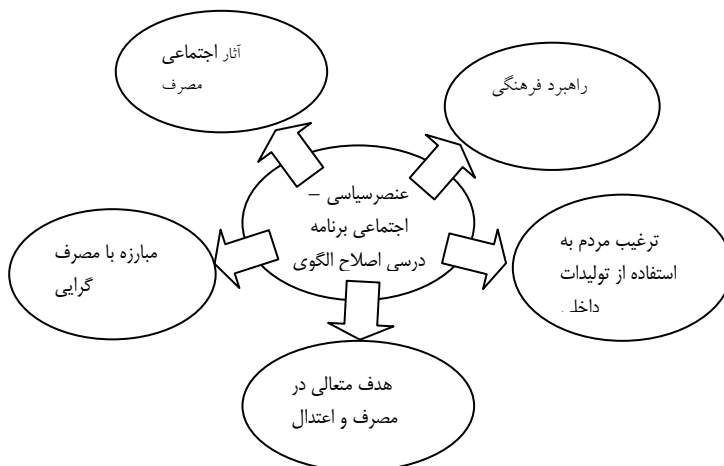 آثار اجتماعی
مصرف
راهبرد فرهنگی
عنصرسیاسی –
اجتماعی برنامه
درسی اصلاح الگوی
ترغیب مردم به
استفاده از تولیدات
داخلی
مبارزه با مصرف
گرایی
هدف متعالی در
مصرف و اعتدال